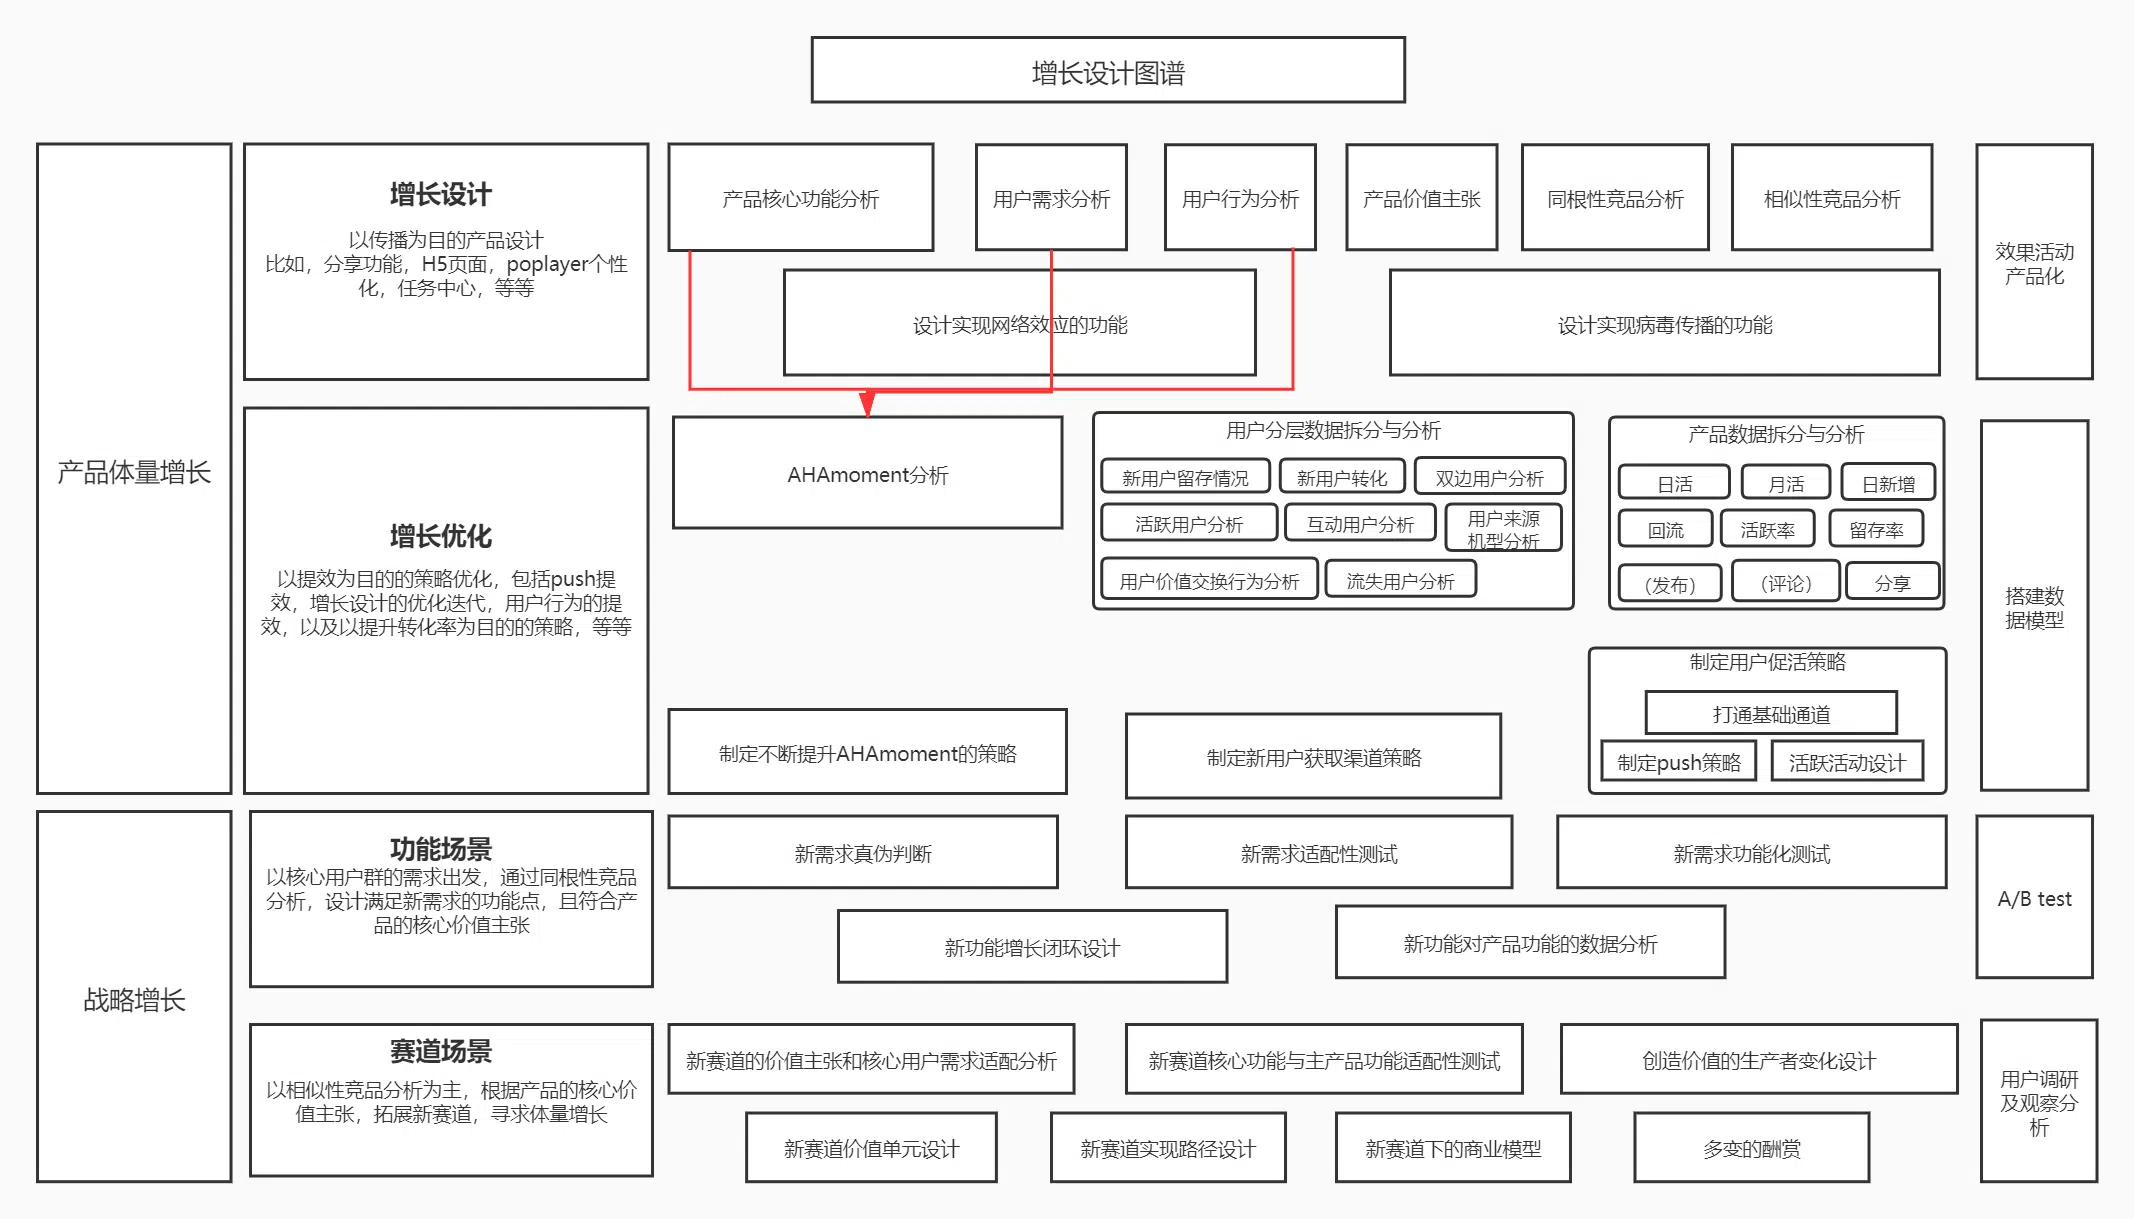 增长设计图谱
产品体量增长
增长设计
以传播为目的产品设计
比如，分享功能，H5页面，poplayer个性
化，任务中心，等等
产品核心功能分析
用户需求分析
用户行为分析
产品价值主张
同根性竞品分析
相似性竞品分析
设计实现网络效应的功能
设计实现病毒传播的功能
效果活动
产品化
增长优化
以提效为目的的策略优化，包括push提
效，增长设计的优化迭代，用户行为的提
效，以及以提升转化率为目的的策略，等等
AHAmoment分析
用户分层数据拆分与分析
新用户留存情况
新用户转化
双边用户分析
活跃用户分析
互动用户分析
用户来源
机型分析
用户价值交换行为分析
流失用户分析
产品数据拆分与分析
日活
月活
日新增
回流
活跃率
留存率
（发布）
（评论）
分享
制定不断提升AHAmoment的策略
制定新用户获取渠道策略
制定用户促活策略
打通基础通道
制定push策略
活跃活动设计
搭建数
据模型
战略增长
功能场景
以核心用户群的需求出发，通过同根性竞品
分析，设计满足新需求的功能点，且符合产
品的核心价值主张
新需求真伪判断
新需求适配性测试
新需求功能化测试
新功能增长闭环设计
新功能对产品功能的数据分析
A/B test
赛道场景
以相似性竞品分析为主，根据产品的核心价
值主张，拓展新赛道，寻求体量增长
新赛道的价值主张和核心用户需求适配分析
新赛道核心功能与主产品功能适配性测试
创造价值的生产者变化设计
新赛道价值单元设计
新赛道实现路径设计
新赛道下的商业模型
多变的酬赏
用户调研
及观察分
析